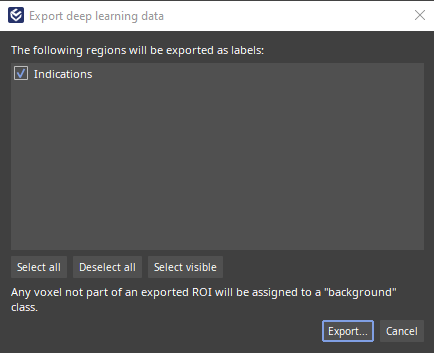 Export deep learning data
The following regions will be exported as labels:
Indications
Select all
Deselect all
Select visible
Any voxel not part of an exported ROI will be assigned to a "background"
class.
Export...
Cancel